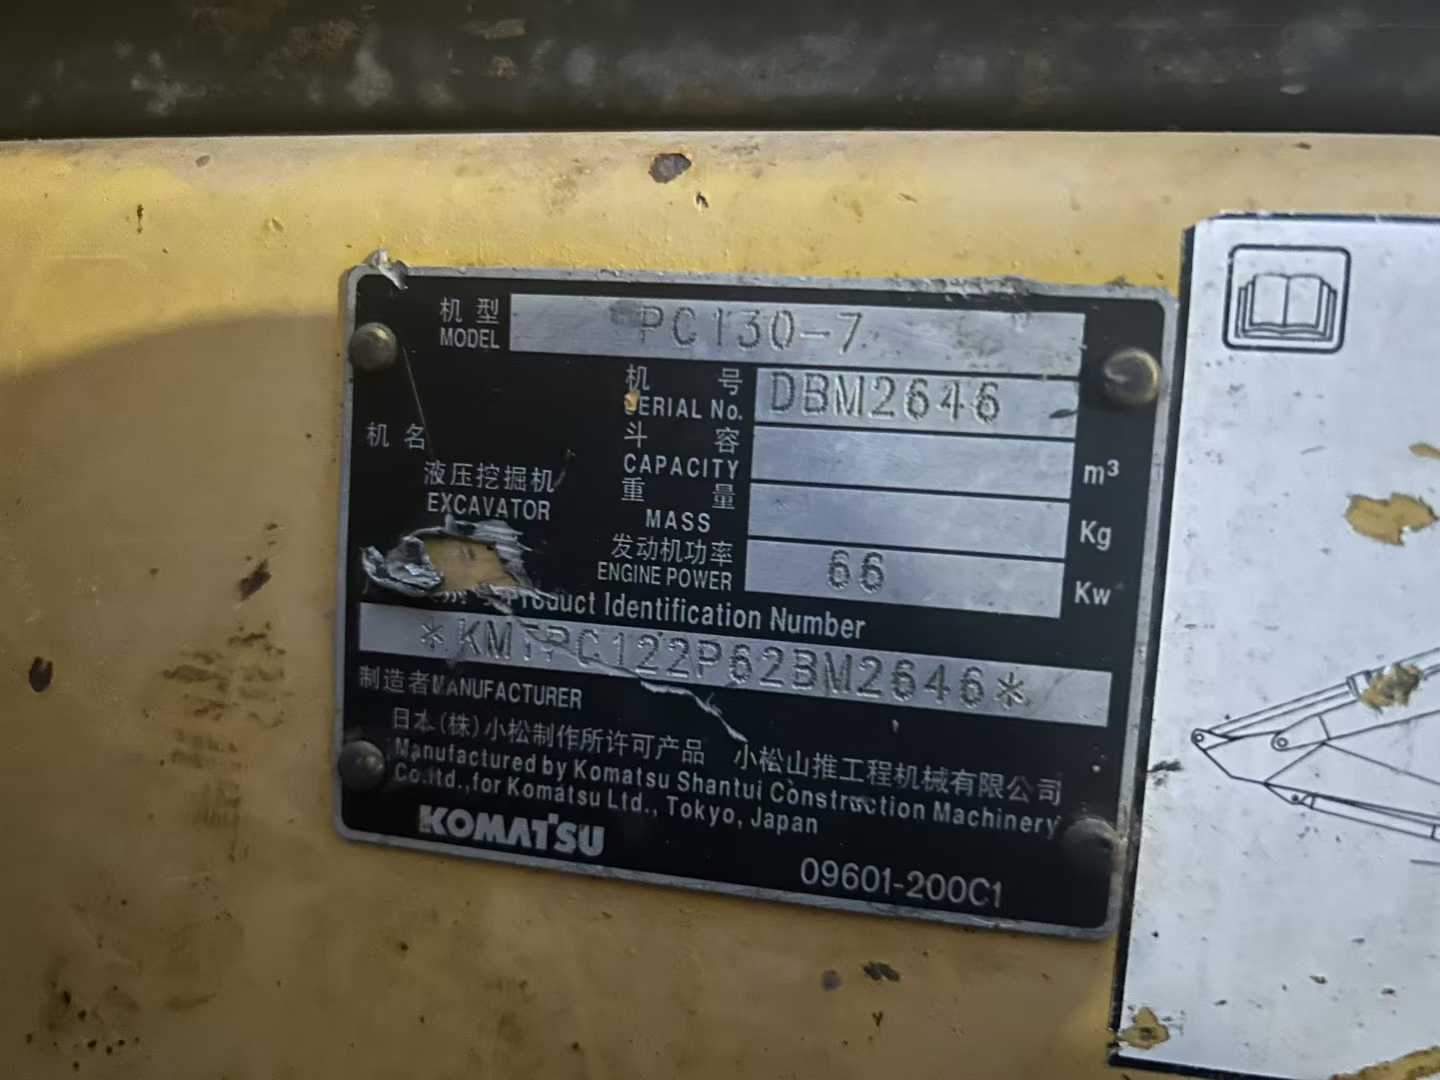 机型 PC130-7
MODEL
机号 DBM2646
SERIAL No.
机名
斗容
CAPACITY m³
液压挖掘机
EXCAVATOR
重量
MASS Kg
发动机功率 66
ENGINE POWER Kw
Product Identification Number
*KMTPC122P62BM2646*
制造者MANUFACTURER
日本(株)小松制作所许可产品 小松山推工程机械有限公司
Manufactured by Komatsu Shantui Construction Machinery
Co.ltd.,for Komatsu Ltd., Tokyo, Japan
KOMATSU
09601-200C1